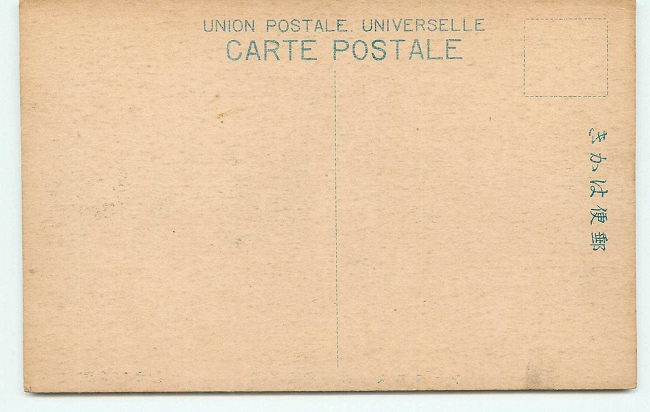 UNION POSTALE. UNIVERSELLE
CARTE POSTALE
郵便はかき